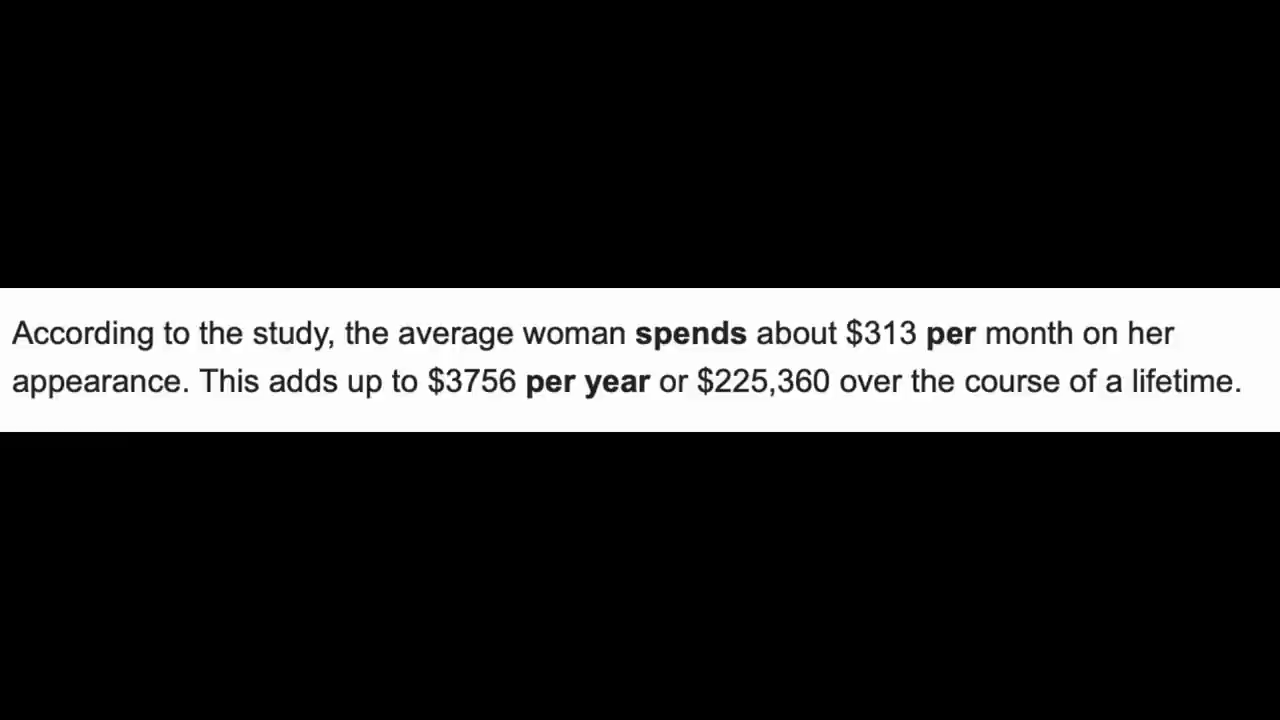 According to the study, the average woman spends about $313 per month on her
appearance. This adds up to $3756 per year or $225,360 over the course of a lifetime.